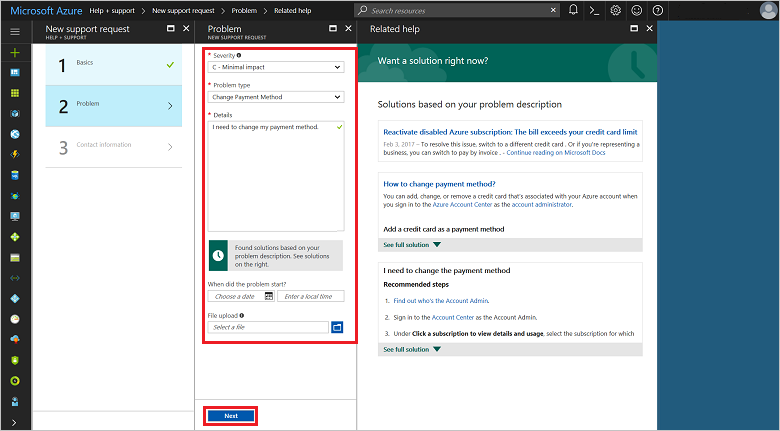 Microsoft Azure
Help + support > New support request > Problem > Related help
Search resources
New support request
HELP + SUPPORT
1 Basics
2 Problem
3 Contact information
Problem
NEW SUPPORT REQUEST
* Severity
C - Minimal impact
* Problem type
Change Payment Method
* Details
I need to change my payment method.
Found solutions based on your
problem description. See solutions
on the right.
When did the problem start?
Choose a date
Enter a local time
File upload
Select a file
Next
Related help
Want a solution right now?
Solutions based on your problem description
Reactivate disabled Azure subscription: The bill exceeds your credit card limit
Feb 3, 2017 – To resolve this issue, switch to a different credit card . Or if you're representing a
business, you can switch to pay by invoice . - Continue reading on Microsoft Docs
How to change payment method?
You can add, change, or remove a credit card that's associated with your Azure account when
you sign in to the Azure Account Center as the account administrator.
Add a credit card as a payment method
See full solution
I need to change the payment method
Recommended steps
1. Find out who's the Account Admin.
2. Sign in to the Account Center as the Account Admin.
3. Under Click a subscription to view details and usage, select the subscription for which
See full solution